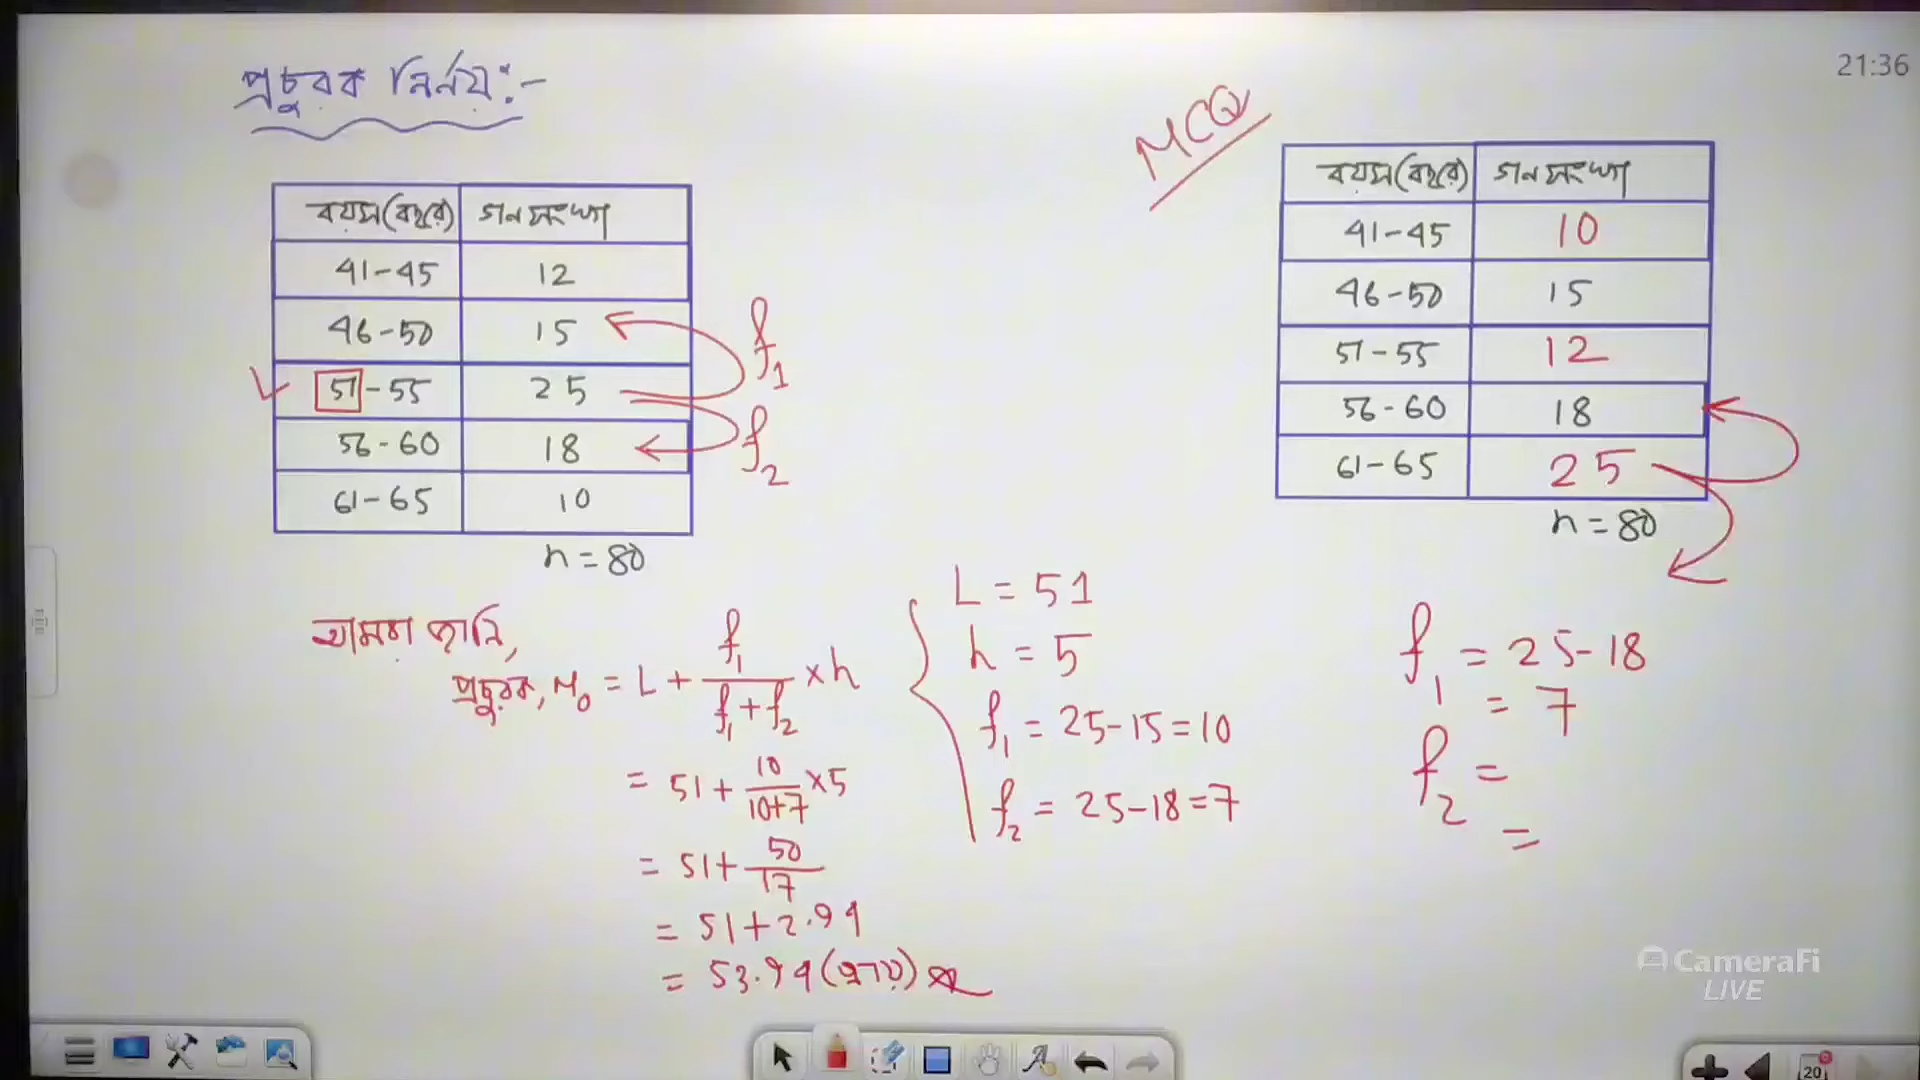 প্রচুরক নির্নয়:-
21:36
MCQ
বয়স(বছরে) জনসংখ্যা
41-45 12
46-50 15
51-55 25
56-60 18
61-65 10
n = 80
f₁
f₂
বয়স(বছরে) জনসংখ্যা
41-45 10
46-50 15
51-55 12
56-60 18
61-65 25
n = 80
আমরা জানি,
প্রচুরক, M₀ = L + f₁/(f₁+f₂) × h
= 51 + 10/(10+7) × 5
= 51 + 50/17
= 51 + 2.94
= 53.94 (প্রায়)
L = 51
h = 5
f₁ = 25-15 = 10
f₂ = 25-18 = 7
f₁ = 25-18
= 7
f₂ =
=
CameraFi
LIVE
20